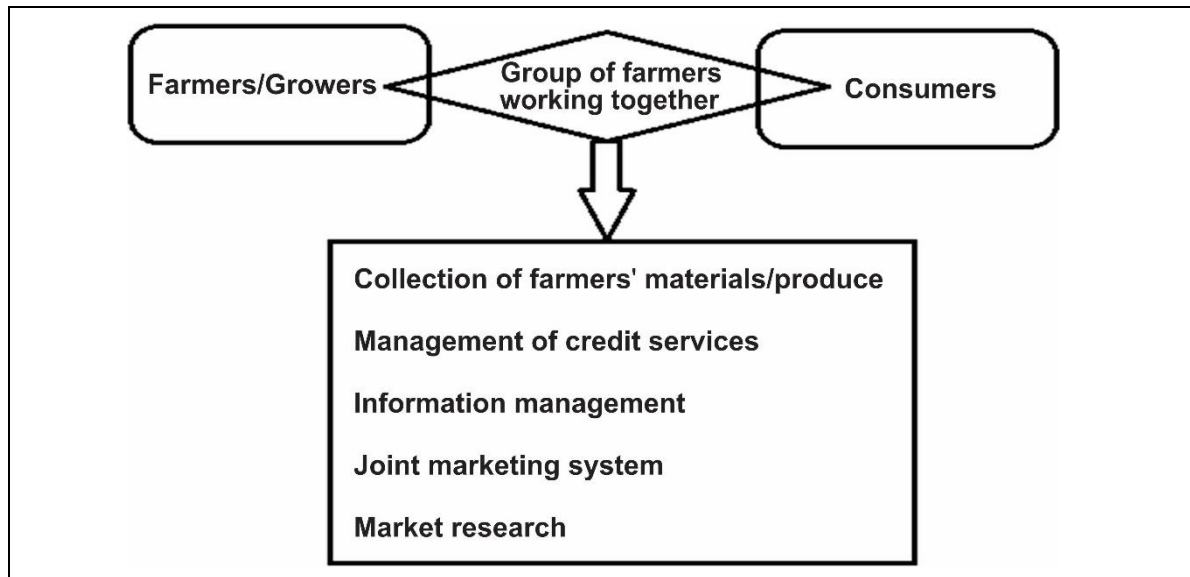 Farmers/Growers
Group of farmers
working together
Consumers
Collection of farmers' materials/produce
Management of credit services
Information management
Joint marketing system
Market research